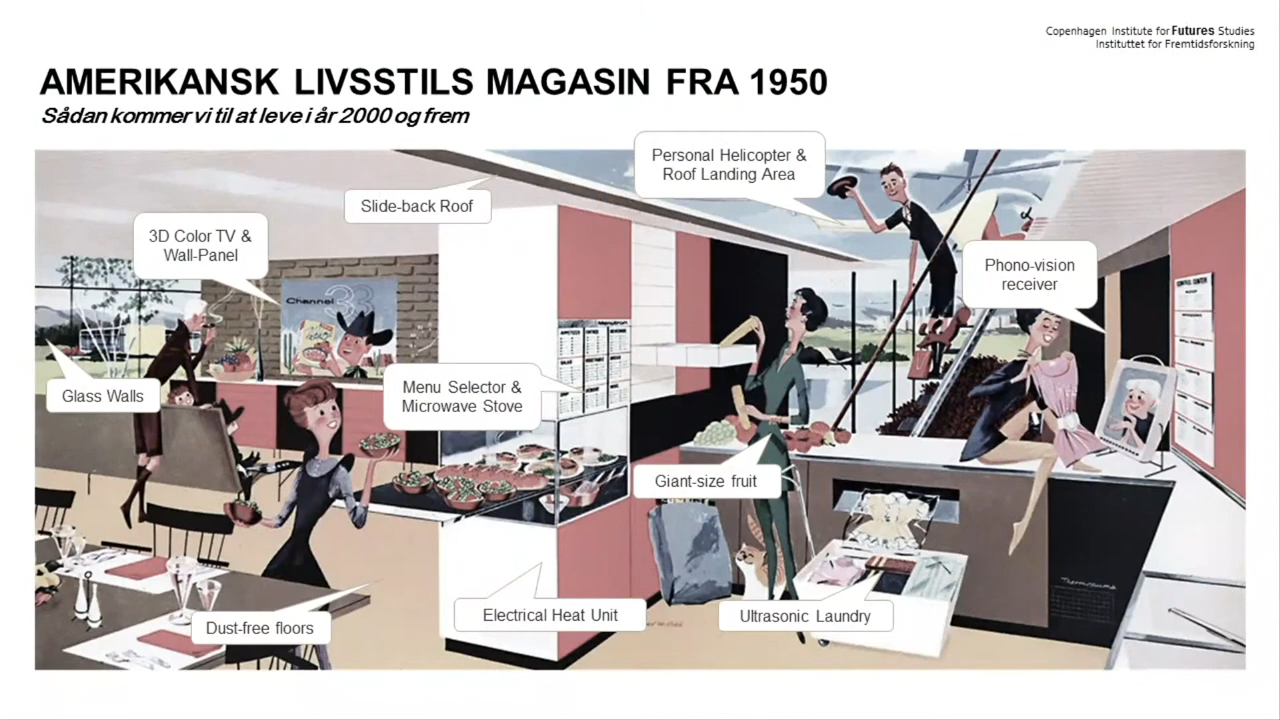 Copenhagen Institute for Futures Studies
Instituttet for Fremtidsforskning
AMERIKANSK LIVSSTILS MAGASIN FRA 1950
Sådan kommer vi til at leve i år 2000 og frem
Personal Helicopter &
Roof Landing Area
Slide-back Roof
3D Color TV &
Wall-Panel
Phono-vision
receiver
Channel 33
CONTROL CENTER
Glass Walls
Menu Selector &
Microwave Stove
Giant-size fruit
Electrical Heat Unit
Ultrasonic Laundry
Dust-free floors